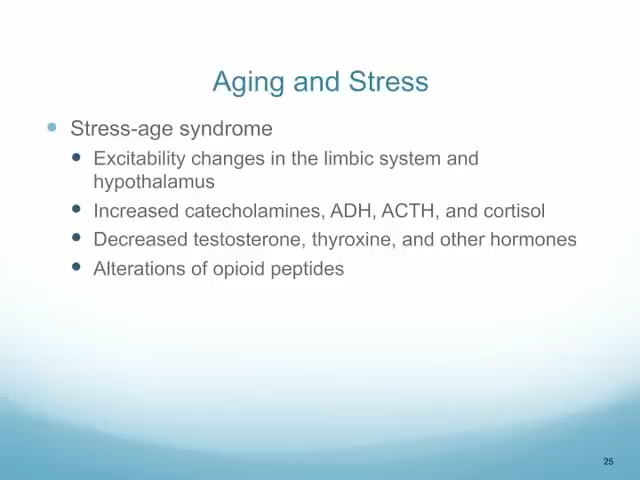 Aging and Stress
Stress-age syndrome
Excitability changes in the limbic system and
hypothalamus
Increased catecholamines, ADH, ACTH, and cortisol
Decreased testosterone, thyroxine, and other hormones
Alterations of opioid peptides
25